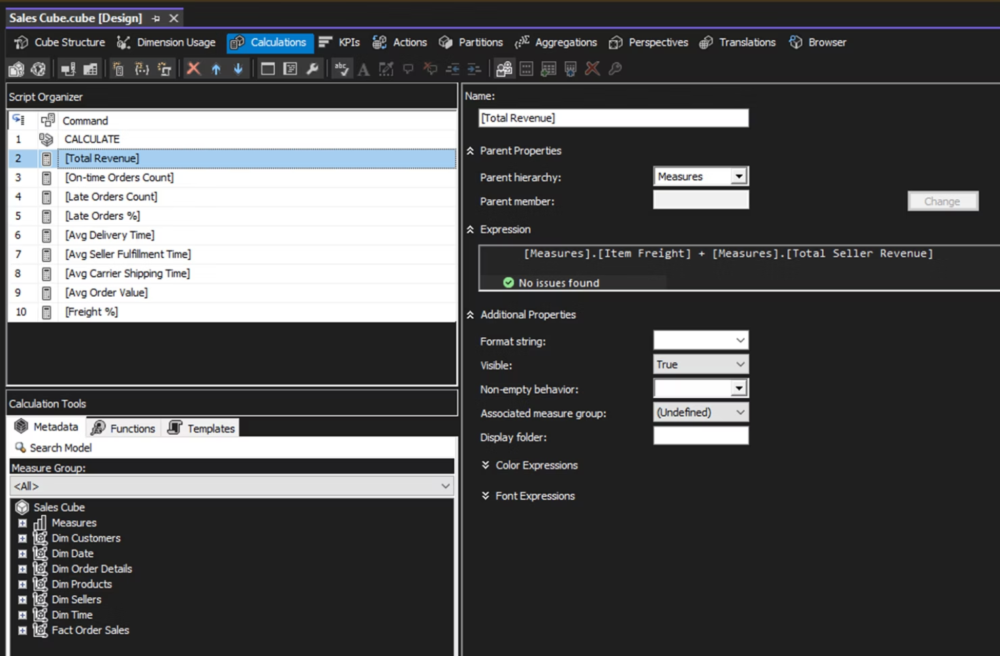 Sales Cube.cube [Design]
Cube Structure Dimension Usage Calculations KPIs Actions Partitions Aggregations Perspectives Translations Browser
Script Organizer
Command
1 CALCULATE
2 [Total Revenue]
3 [On-time Orders Count]
4 [Late Orders Count]
5 [Late Orders %]
6 [Avg Delivery Time]
7 [Avg Seller Fulfillment Time]
8 [Avg Carrier Shipping Time]
9 [Avg Order Value]
10 [Freight %]
Calculation Tools
Metadata Functions Templates
Search Model
Measure Group:
<All>
Sales Cube
Measures
Dim Customers
Dim Date
Dim Order Details
Dim Products
Dim Sellers
Dim Time
Fact Order Sales
Name:
[Total Revenue]
Parent Properties
Parent hierarchy: Measures
Parent member: Change
Expression
[Measures].[Item Freight] + [Measures].[Total Seller Revenue]
No issues found
Additional Properties
Format string:
Visible: True
Non-empty behavior:
Associated measure group: (Undefined)
Display folder:
Color Expressions
Font Expressions